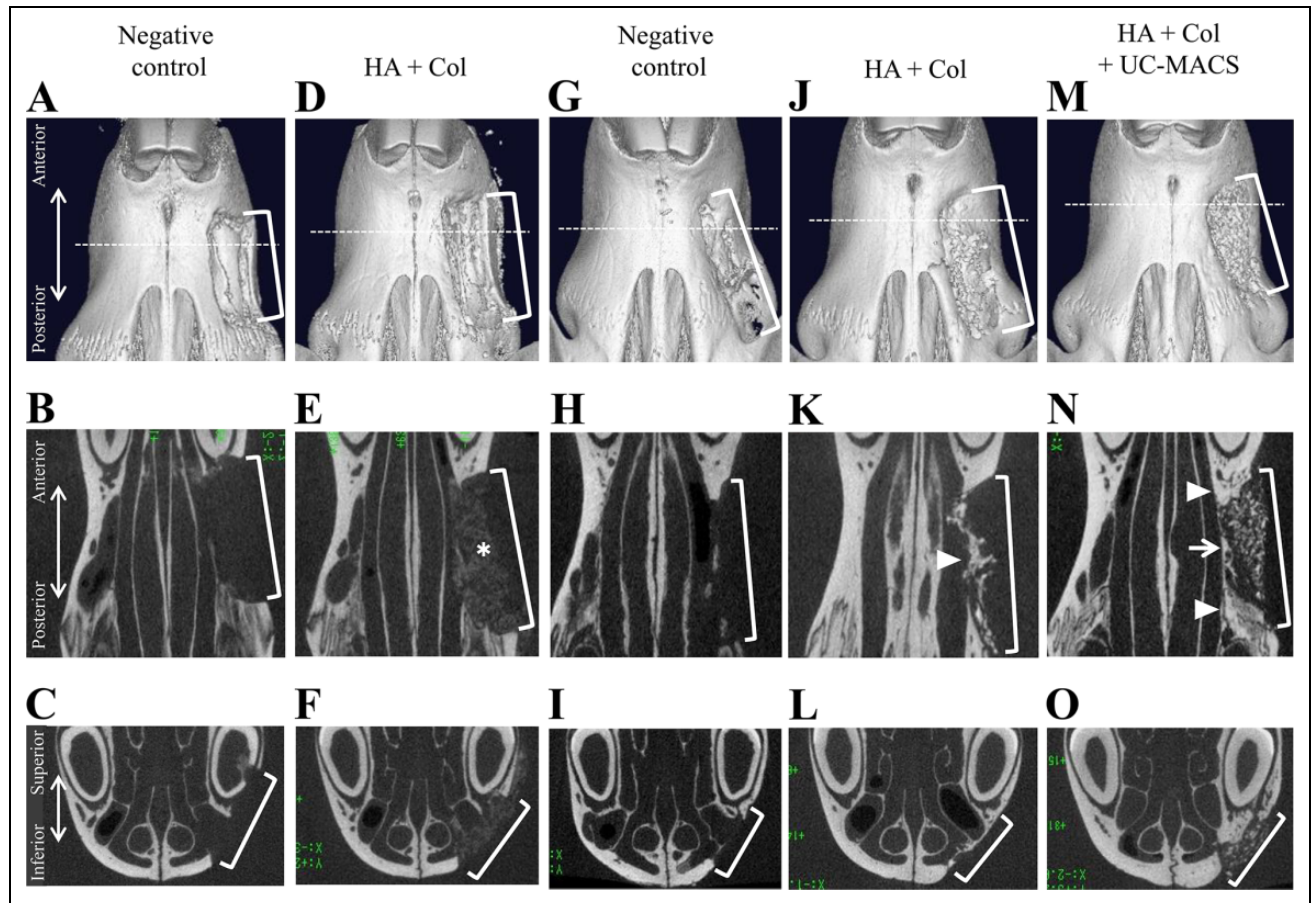 Negative
control
HA + Col
Negative
control
HA + Col
HA + Col
+ UC-MACS
A
D
G
J
M
Anterior
Posterior
B
E
H
K
N
Anterior
Posterior
*
C
F
I
L
O
Superior
Inferior